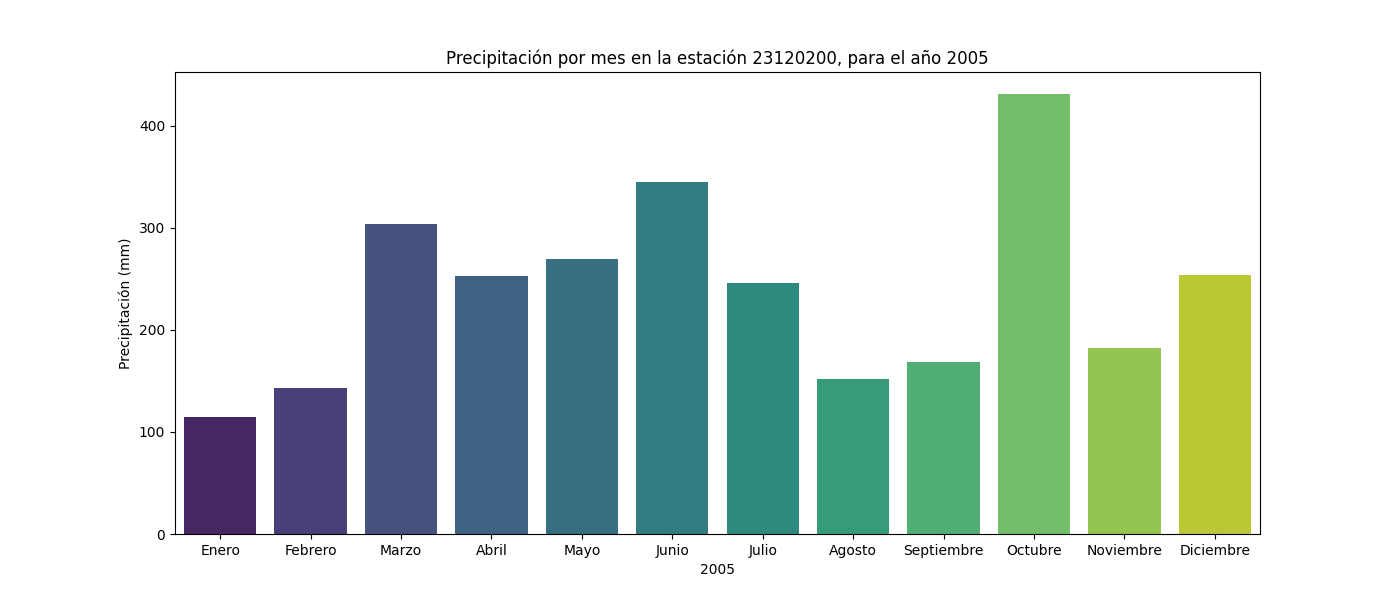 Precipitación por mes en la estación 23120200, para el año 2005
Precipitación (mm)
400
300
200
100
0
Enero Febrero Marzo Abril Mayo Junio Julio Agosto Septiembre Octubre Noviembre Diciembre
2005